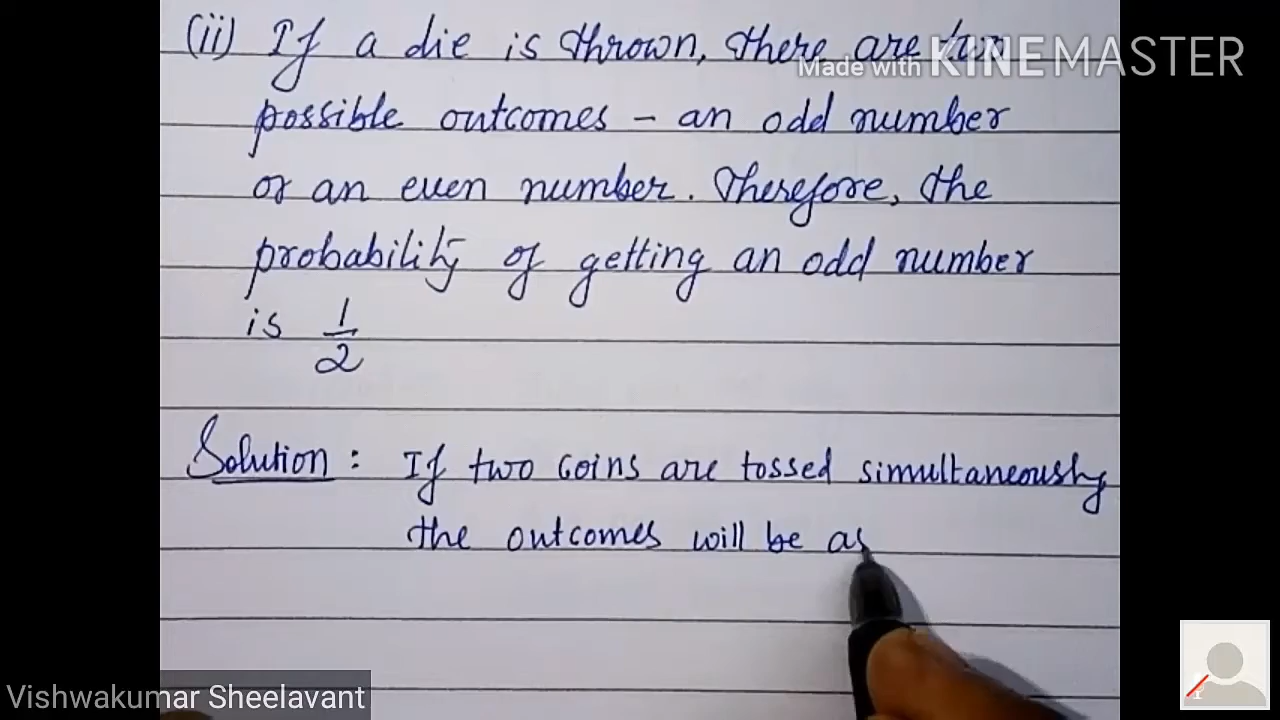 (ii) If a die is thrown, there are two
Made with KINEMASTER
possible outcomes – an odd number
or an even number. Therefore, the
probability of getting an odd number
is 1/2
Solution : If two coins are tossed simultaneously
the outcomes will be as
Vishwakumar Sheelavant